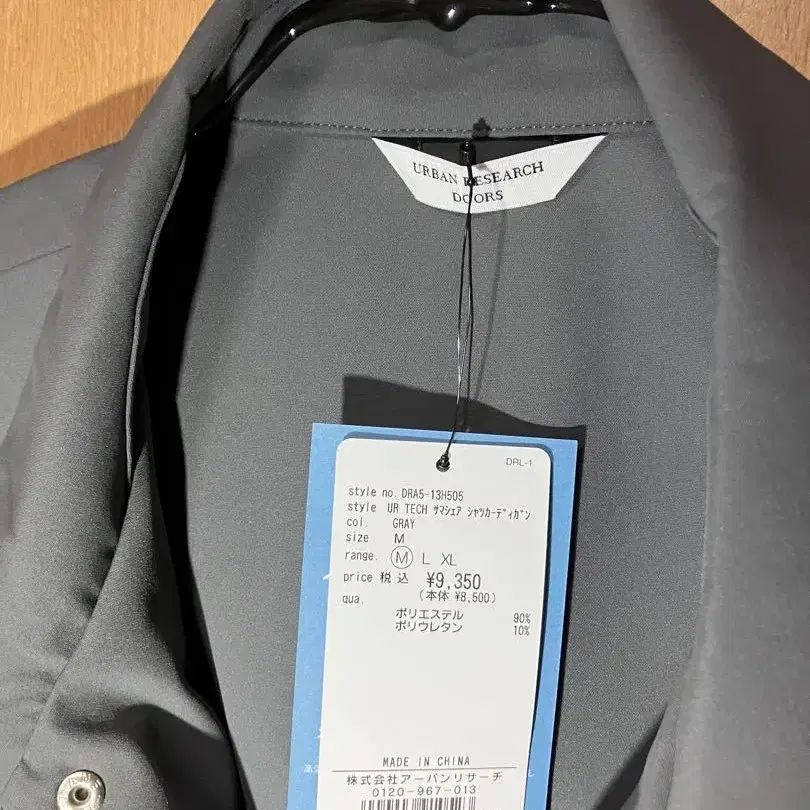 URBAN RESEARCH
DOORS
DRL-1
style no. DRA5-13H505
style UR TECH サマシェア シャツカーディガン
col. GRAY
size M
range. M L XL
price 税込 ¥9,350
(本体 ¥8,500)
qua.
ポリエステル 90%
ポリウレタン 10%
MADE IN CHINA
株式会社アーバンリサーチ
0120-967-013